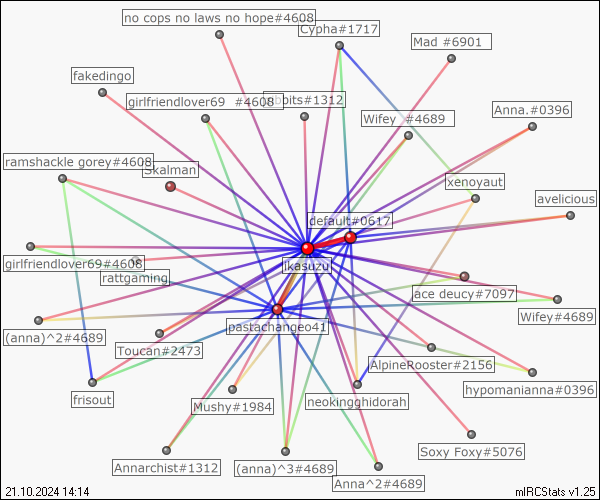 no cops no laws no hope#4608
Cypha#1717
Mad #6901
fakedingo
girlfriendlover69 #4608
bbits#1312
Wifey #4689
Anna.#0396
ramshackle gorey#4608
Skalman
xenoyaut
avelicious
default#0617
girlfriendlover69#4608
ikasuzu
rattgaming
ace deucy#7097
Wifey#4689
pastachangeo41
(anna)^2#4689
Toucan#2473
AlpineRooster#2156
hypomanianna#0396
frisout
Mushy#1984
neokingghidorah
Soxy Foxy#5076
Annarchist#1312
(anna)^3#4689
Anna^2#4689
21.10.2024 14:14
mIRCStats v1.25